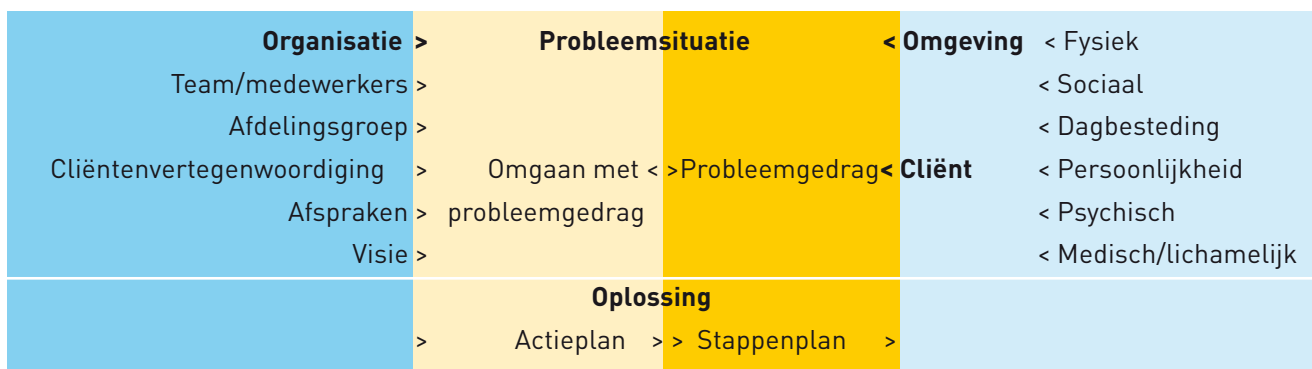 Organisatie > Probleemsituatie < Omgeving < Fysiek
Team/medewerkers > < Sociaal
Afdelingsgroep > < Dagbesteding
Cliëntenvertegenwoordiging > Omgaan met < >Probleemgedrag< Cliënt < Persoonlijkheid
Afspraken > probleemgedrag < Psychisch
Visie > < Medisch/lichamelijk
Oplossing
> Actieplan > > Stappenplan >